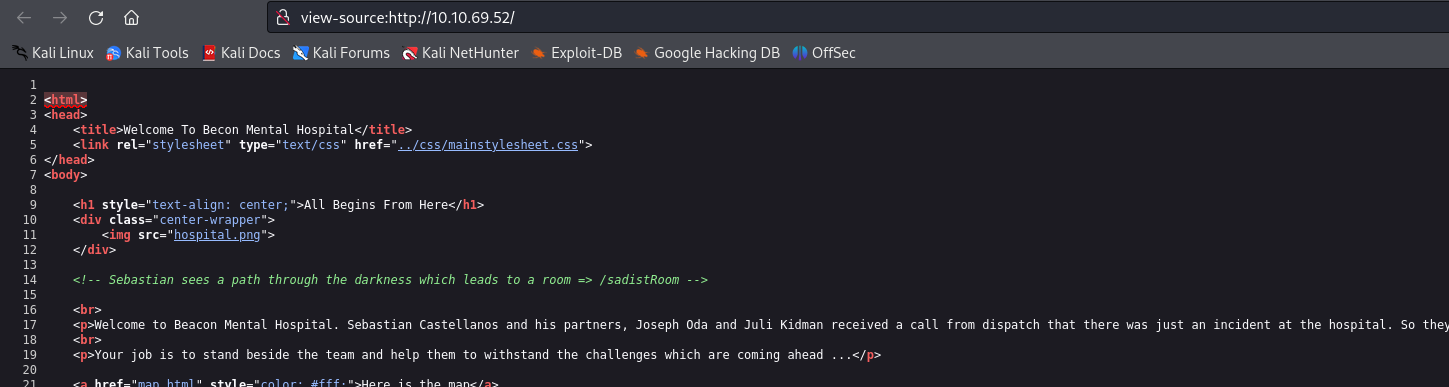 view-source:http://10.10.69.52/
Kali Linux Kali Tools Kali Docs Kali Forums Kali NetHunter Exploit-DB Google Hacking DB OffSec
1
2 <html>
3 <head>
4 <title>Welcome To Becon Mental Hospital</title>
5 <link rel="stylesheet" type="text/css" href="../css/mainstylesheet.css">
6 </head>
7 <body>
8
9 <h1 style="text-align: center;">All Begins From Here</h1>
10 <div class="center-wrapper">
11 <img src="hospital.png">
12 </div>
13
14 <!-- Sebastian sees a path through the darkness which leads to a room => /sadistRoom -->
15
16 <br>
17 <p>Welcome to Beacon Mental Hospital. Sebastian Castellanos and his partners, Joseph Oda and Juli Kidman received a call from dispatch that there was just an incident at the hospital. So they
18 <br>
19 <p>Your job is to stand beside the team and help them to withstand the challenges which are coming ahead ...</p>
20
21 <a href="map.html" style="color: #fff;">Here is the map</a>